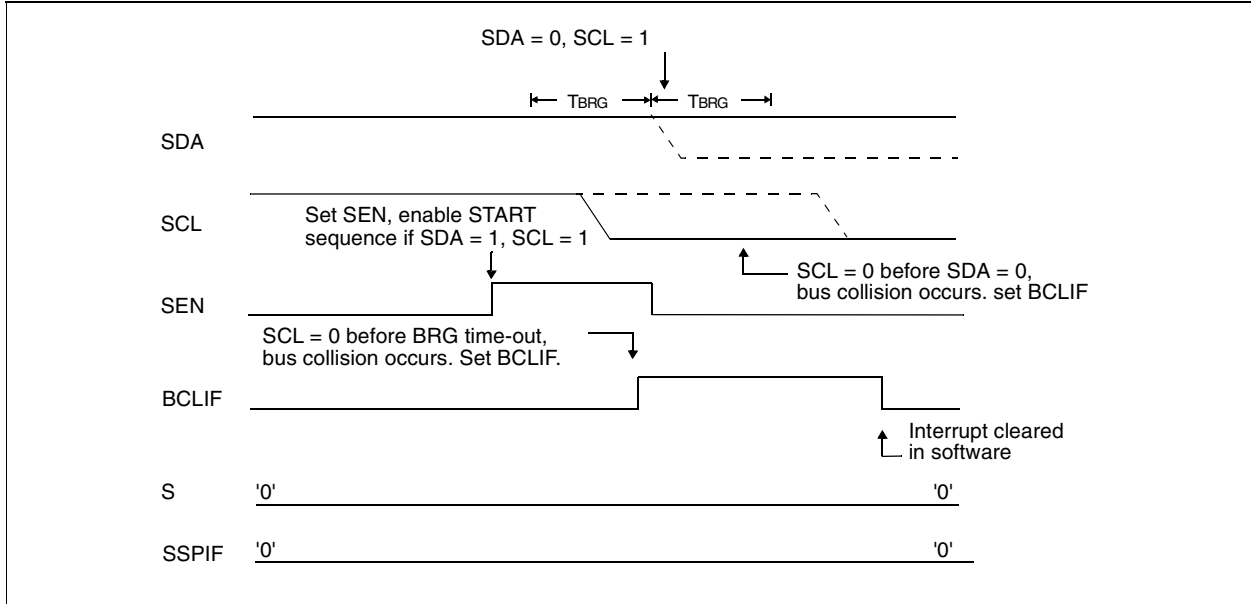 SDA = 0, SCL = 1
TBRG TBRG
SDA
SCL
Set SEN, enable START
sequence if SDA = 1, SCL = 1
SCL = 0 before SDA = 0,
bus collision occurs. set BCLIF
SEN
SCL = 0 before BRG time-out,
bus collision occurs. Set BCLIF.
BCLIF
Interrupt cleared
in software
S '0' '0'
SSPIF '0' '0'